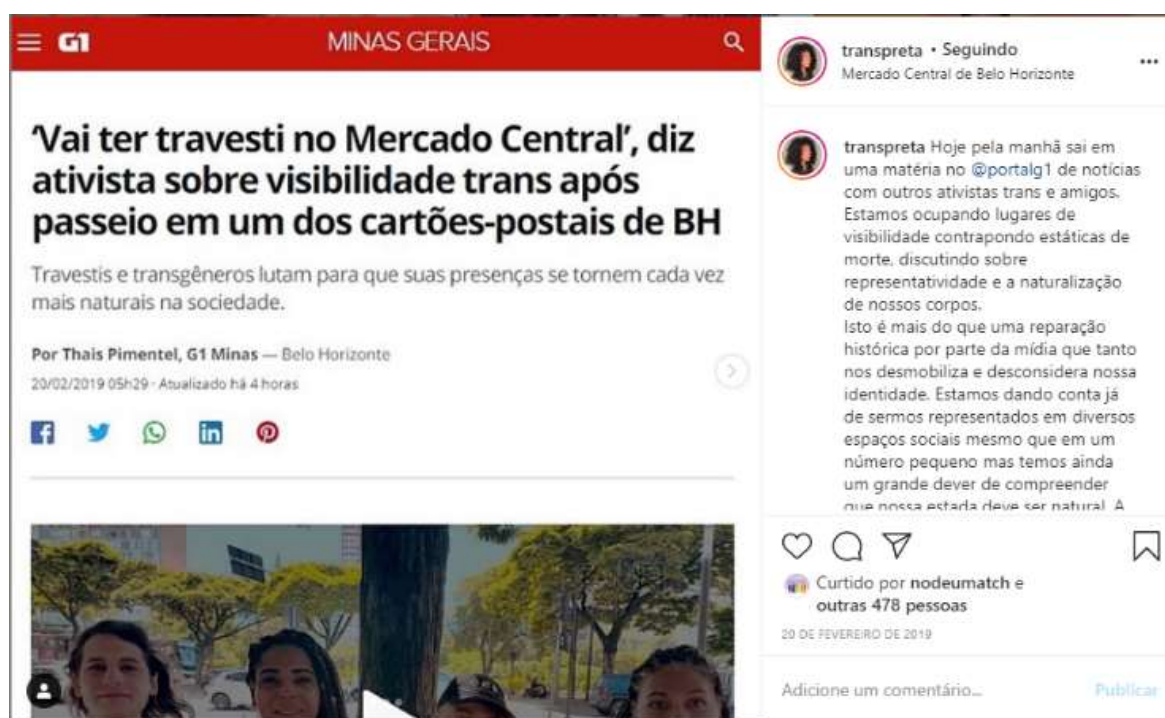 G1
MINAS GERAIS
'Vai ter travesti no Mercado Central', diz
ativista sobre visibilidade trans após
passeio em um dos cartões-postais de BH
Travestis e transgêneros lutam para que suas presenças se tornem cada vez
mais naturais na sociedade.
Por Thais Pimentel, G1 Minas — Belo Horizonte
20/02/2019 05h29 · Atualizado há 4 horas
transpreta • Seguindo
Mercado Central de Belo Horizonte
transpreta Hoje pela manhã sai em
uma matéria no @portalg1 de notícias
com outros ativistas trans e amigos.
Estamos ocupando lugares de
visibilidade contrapondo estáticas de
morte, discutindo sobre
representatividade e a naturalização
de nossos corpos.
Isto é mais do que uma reparação
histórica por parte da mídia que tanto
nos desmobiliza e desconsidera nossa
identidade. Estamos dando conta já
de sermos representados em diversos
espaços sociais mesmo que em um
número pequeno mas temos ainda
um grande dever de compreender
que nossa estada deve ser natural. A
Curtido por nodeumatch e
outras 478 pessoas
20 DE FEVEREIRO DE 2019
Adicione um comentário...
Publicar